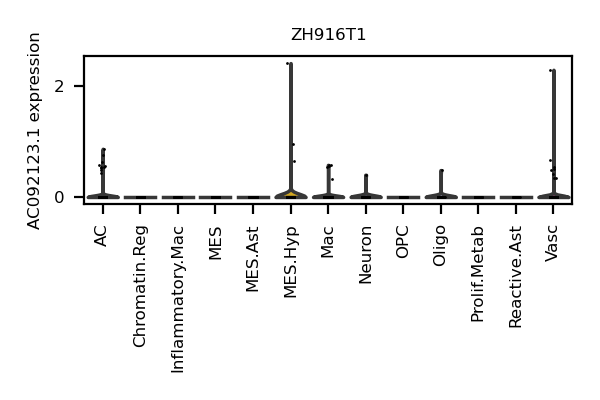 ZH916T1
AC092123.1 expression
2
0
AC
Chromatin.Reg
Inflammatory.Mac
MES
MES.Ast
MES.Hyp
Mac
Neuron
OPC
Oligo
Prolif.Metab
Reactive.Ast
Vasc